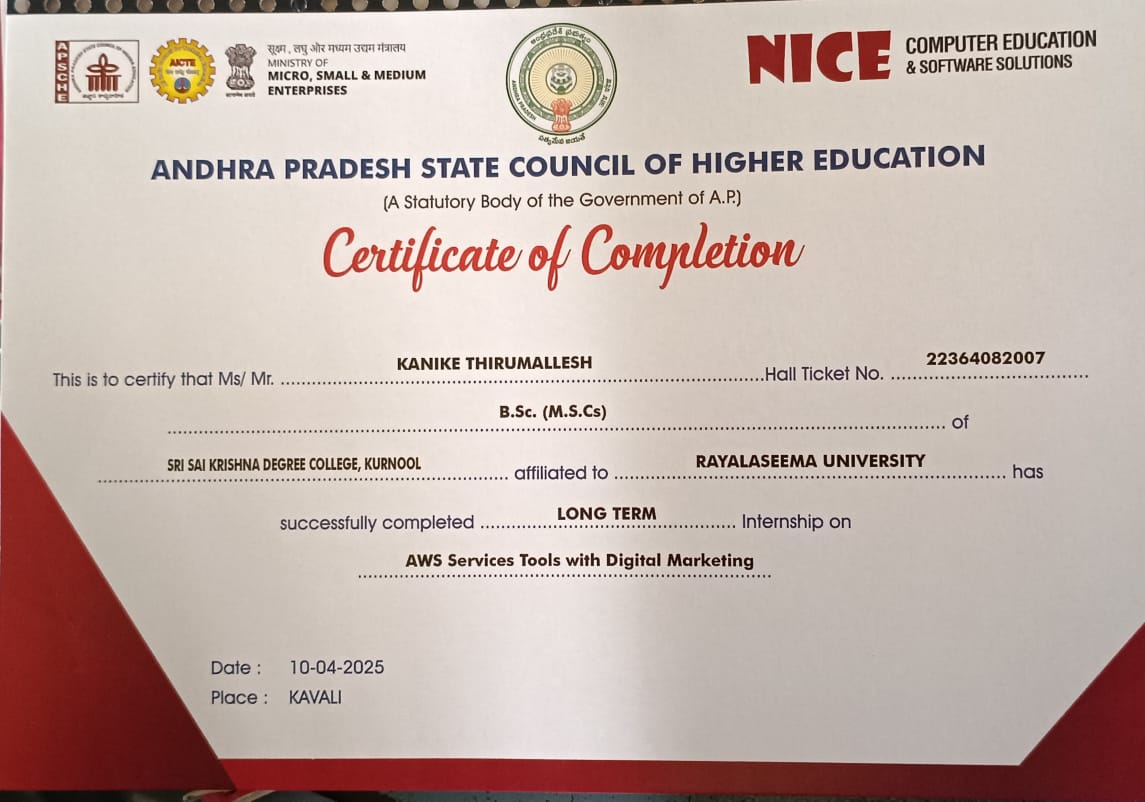 APSCHE
AICTE
सूक्ष्म, लघु और मध्यम उद्यम मंत्रालय
MINISTRY OF
MICRO, SMALL & MEDIUM
ENTERPRISES
ANDHRA PRADESH
సత్యమేవ జయతే
NICE COMPUTER EDUCATION
& SOFTWARE SOLUTIONS
ANDHRA PRADESH STATE COUNCIL OF HIGHER EDUCATION
(A Statutory Body of the Government of A.P.)
Certificate of Completion
This is to certify that Ms/ Mr. KANIKE THIRUMALLESH Hall Ticket No. 22364082007
B.Sc. (M.S.Cs) of
SRI SAI KRISHNA DEGREE COLLEGE, KURNOOL affiliated to RAYALASEEMA UNIVERSITY has
successfully completed LONG TERM Internship on
AWS Services Tools with Digital Marketing
Date : 10-04-2025
Place : KAVALI